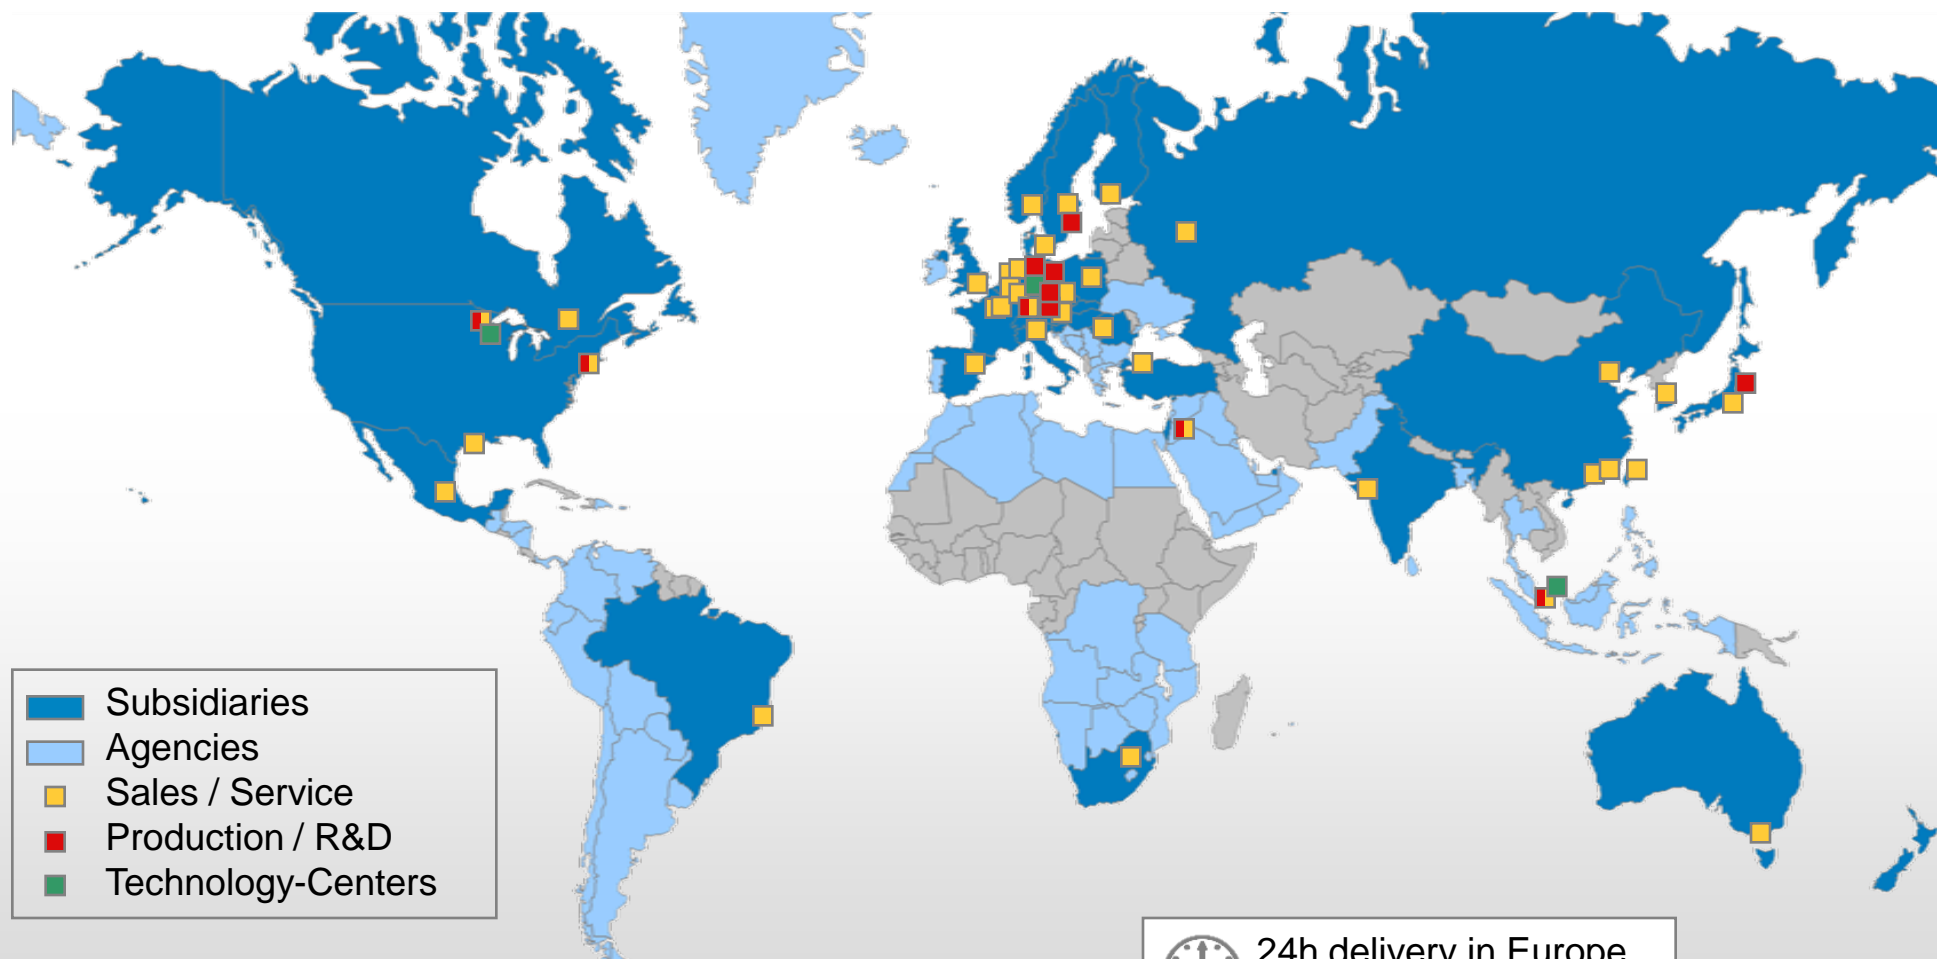 Subsidiaries
Agencies
Sales / Service
Production / R&D
Technology-Centers
24h delivery in Europe